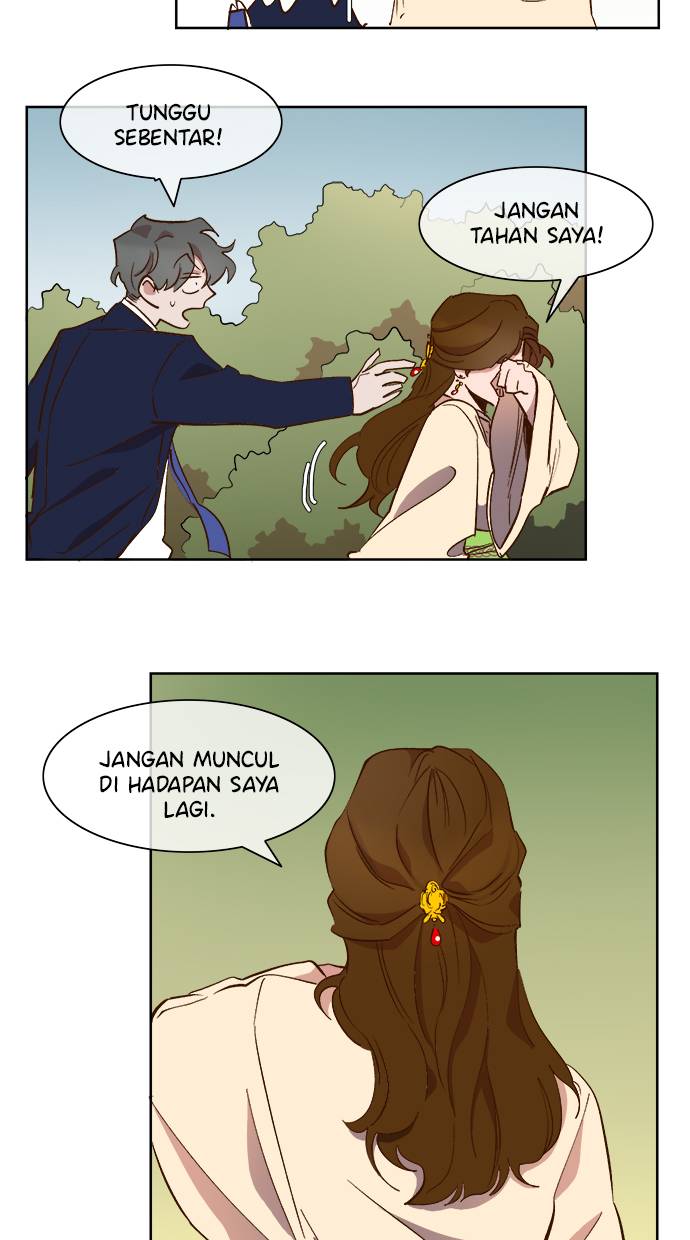 TUNGGU
SEBENTAR!
JANGAN
TAHAN SAYA!
JANGAN MUNCUL
DI HADAPAN SAYA
LAGI.